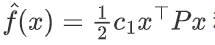 f̂(x) = ½c₁x⊤Px